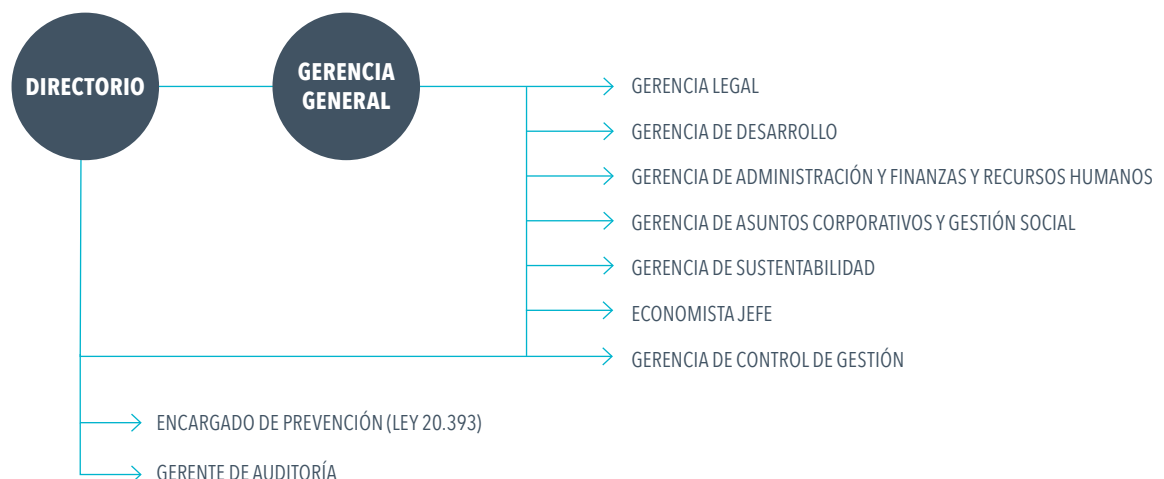 DIRECTORIO
GERENCIA
GENERAL
GERENCIA LEGAL
GERENCIA DE DESARROLLO
GERENCIA DE ADMINISTRACIÓN Y FINANZAS Y RECURSOS HUMANOS
GERENCIA DE ASUNTOS CORPORATIVOS Y GESTIÓN SOCIAL
GERENCIA DE SUSTENTABILIDAD
ECONOMISTA JEFE
GERENCIA DE CONTROL DE GESTIÓN
ENCARGADO DE PREVENCIÓN (LEY 20.393)
GERENTE DE AUDITORÍA